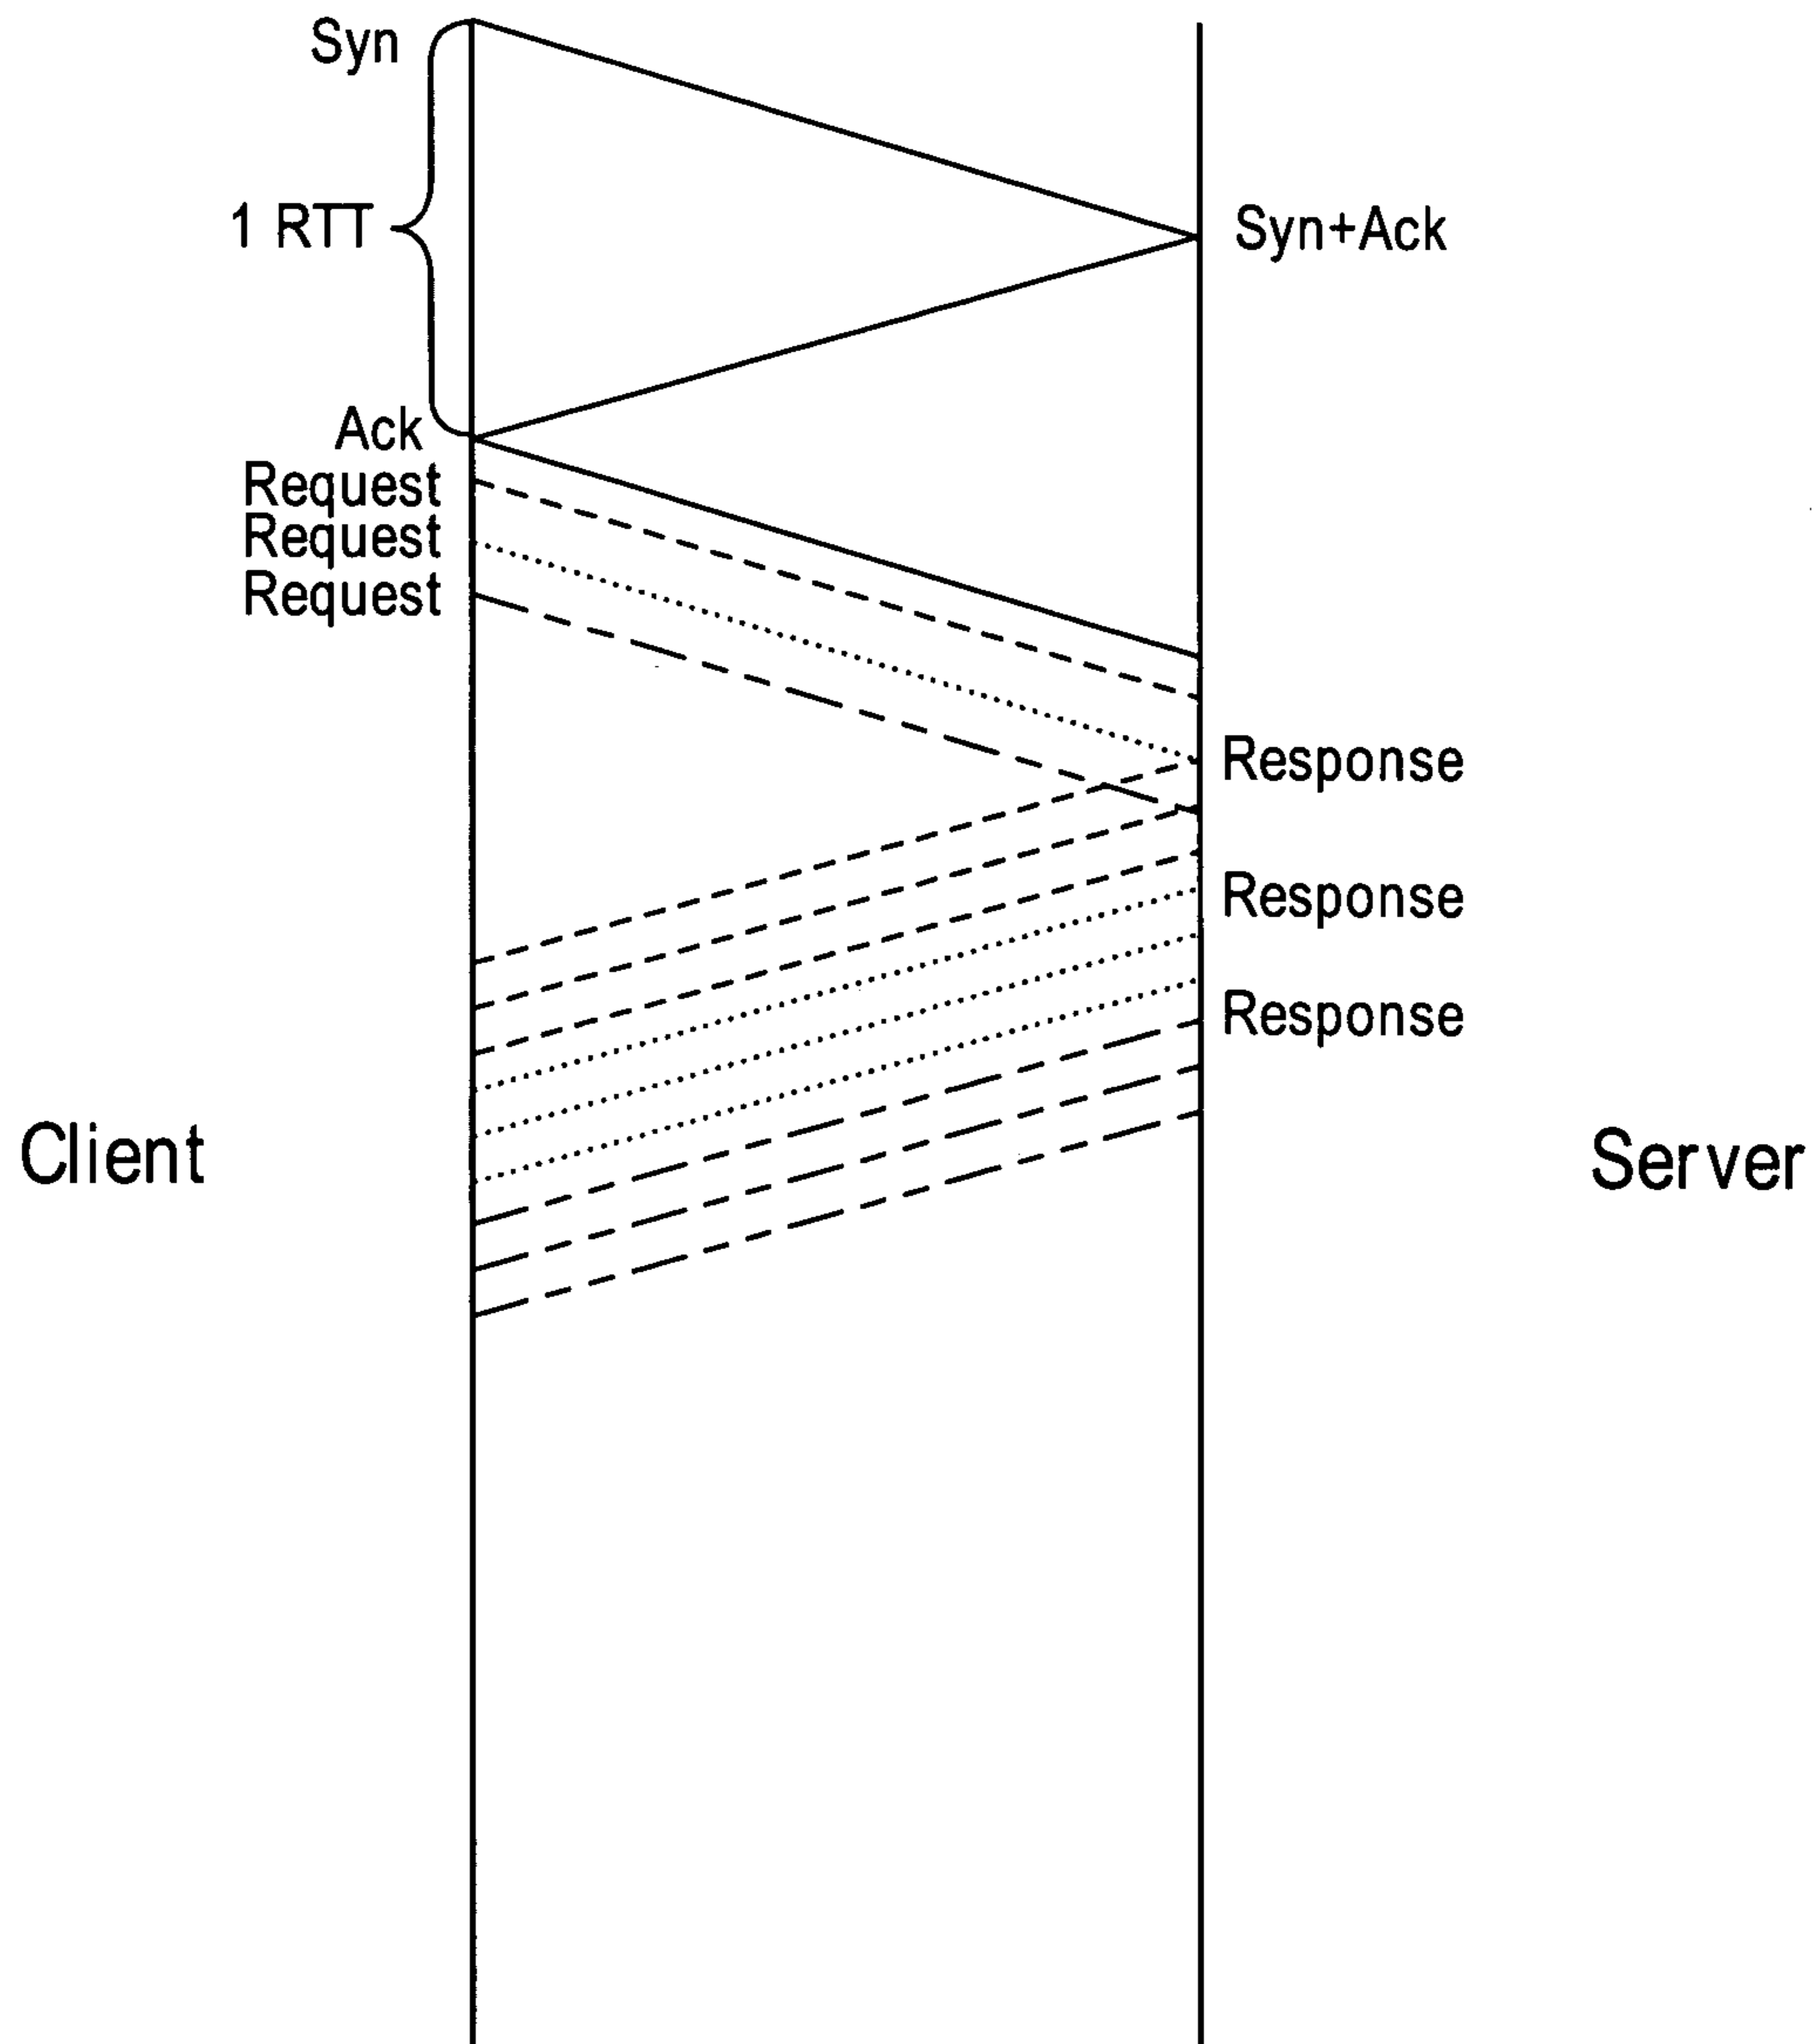 Syn
1 RTT
Syn+Ack
Ack
Request
Request
Request
Response
Response
Response
Client
Server